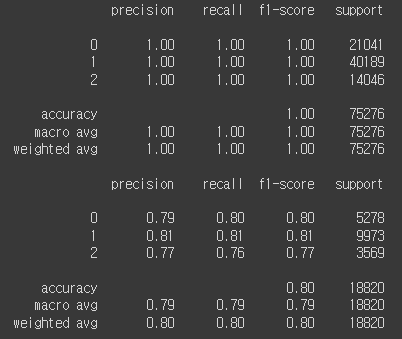 precision recall f1-score support
0 1.00 1.00 1.00 21041
1 1.00 1.00 1.00 40189
2 1.00 1.00 1.00 14046
accuracy 1.00 75276
macro avg 1.00 1.00 1.00 75276
weighted avg 1.00 1.00 1.00 75276
precision recall f1-score support
0 0.79 0.80 0.80 5278
1 0.81 0.81 0.81 9973
2 0.77 0.76 0.77 3569
accuracy 0.80 18820
macro avg 0.79 0.79 0.79 18820
weighted avg 0.80 0.80 0.80 18820